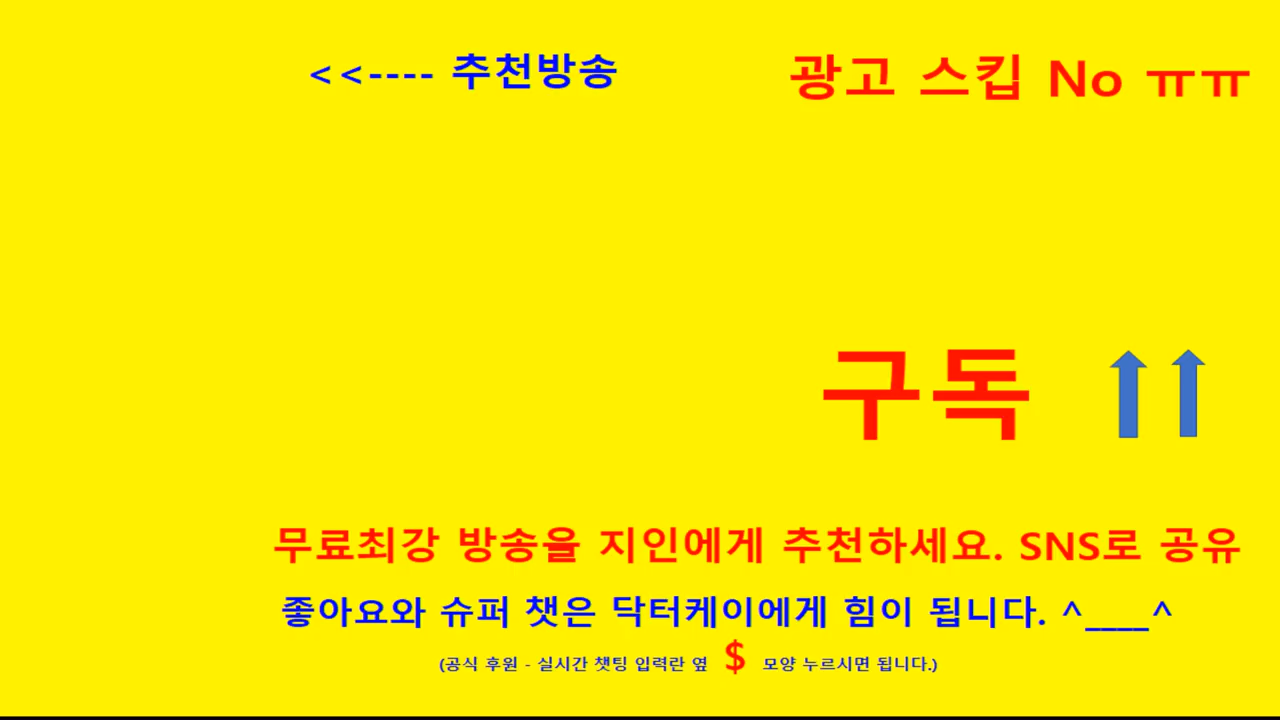 <<---- 추천방송
광고 스킵 No ㅠㅠ
구독
무료최강 방송을 지인에게 추천하세요. SNS로 공유
좋아요와 슈퍼 챗은 닥터케이에게 힘이 됩니다. ^____^
(공식 후원 - 실시간 챗팅 입력란 옆 $ 모양 누르시면 됩니다.)